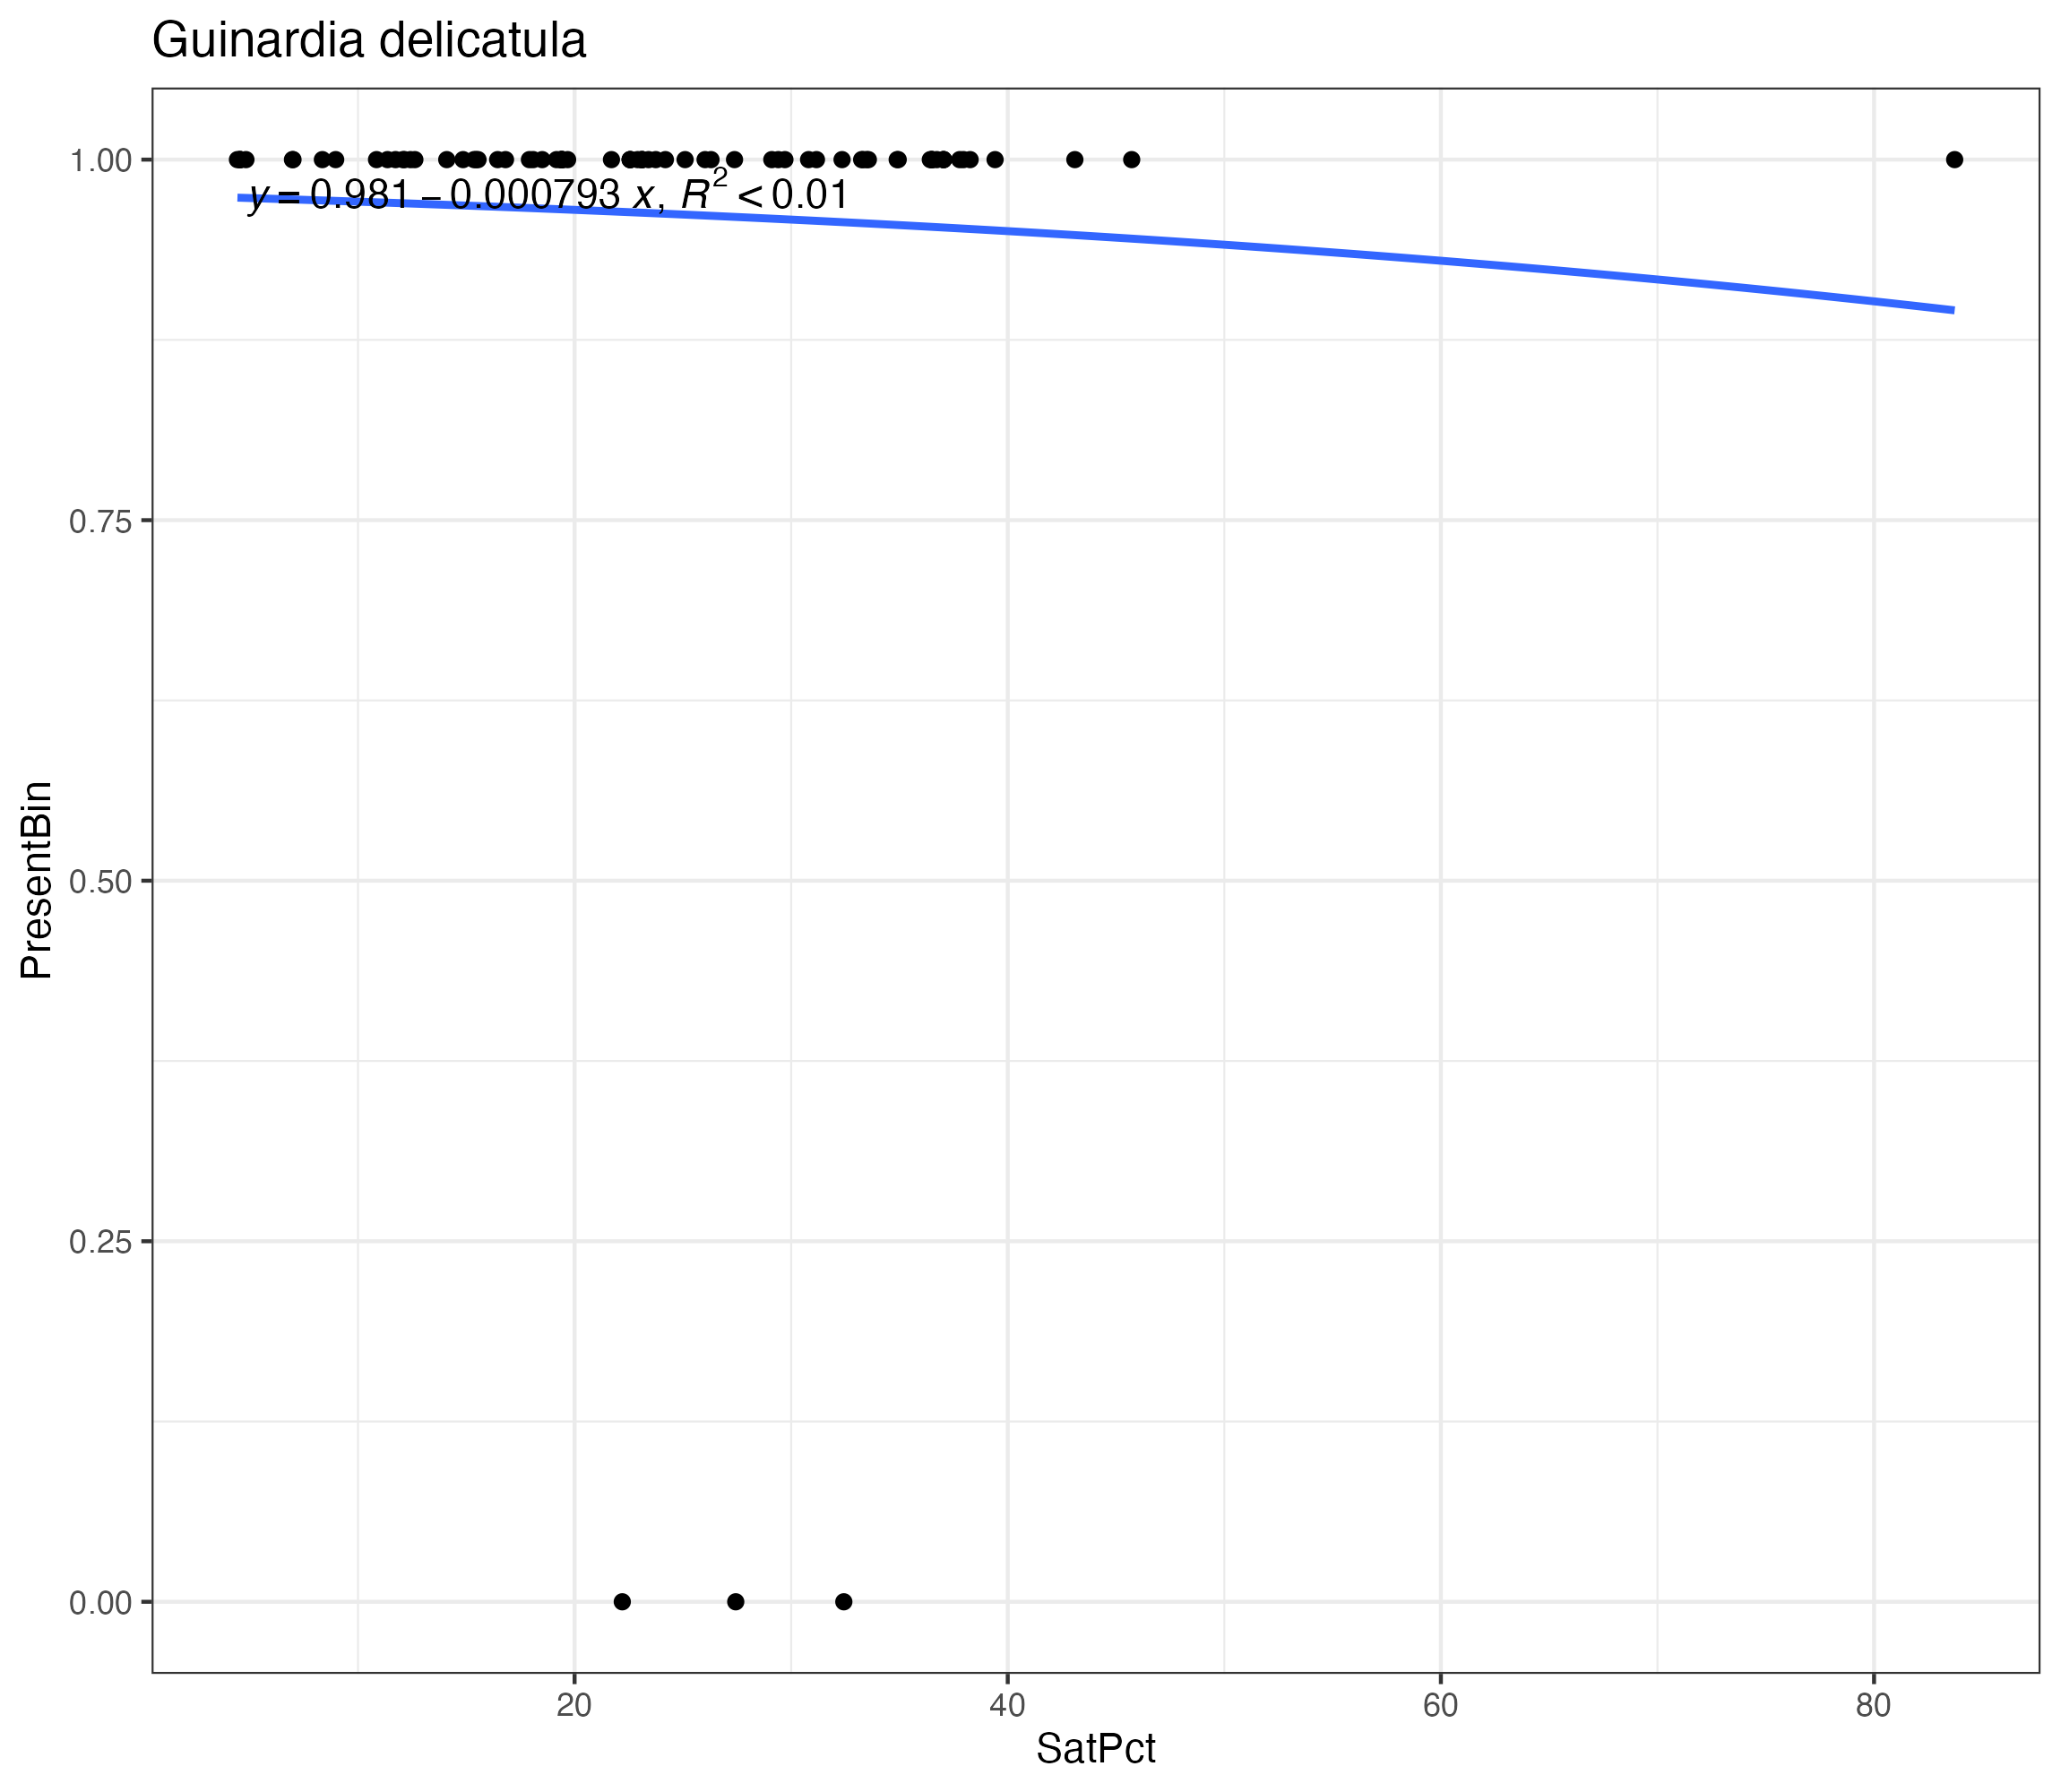 Guinardia delicatula
1.00
y = 0.981 – 0.000793 x, R² < 0.01
0.75
PresentBin
0.50
0.25
0.00
20 40 60 80
SatPct